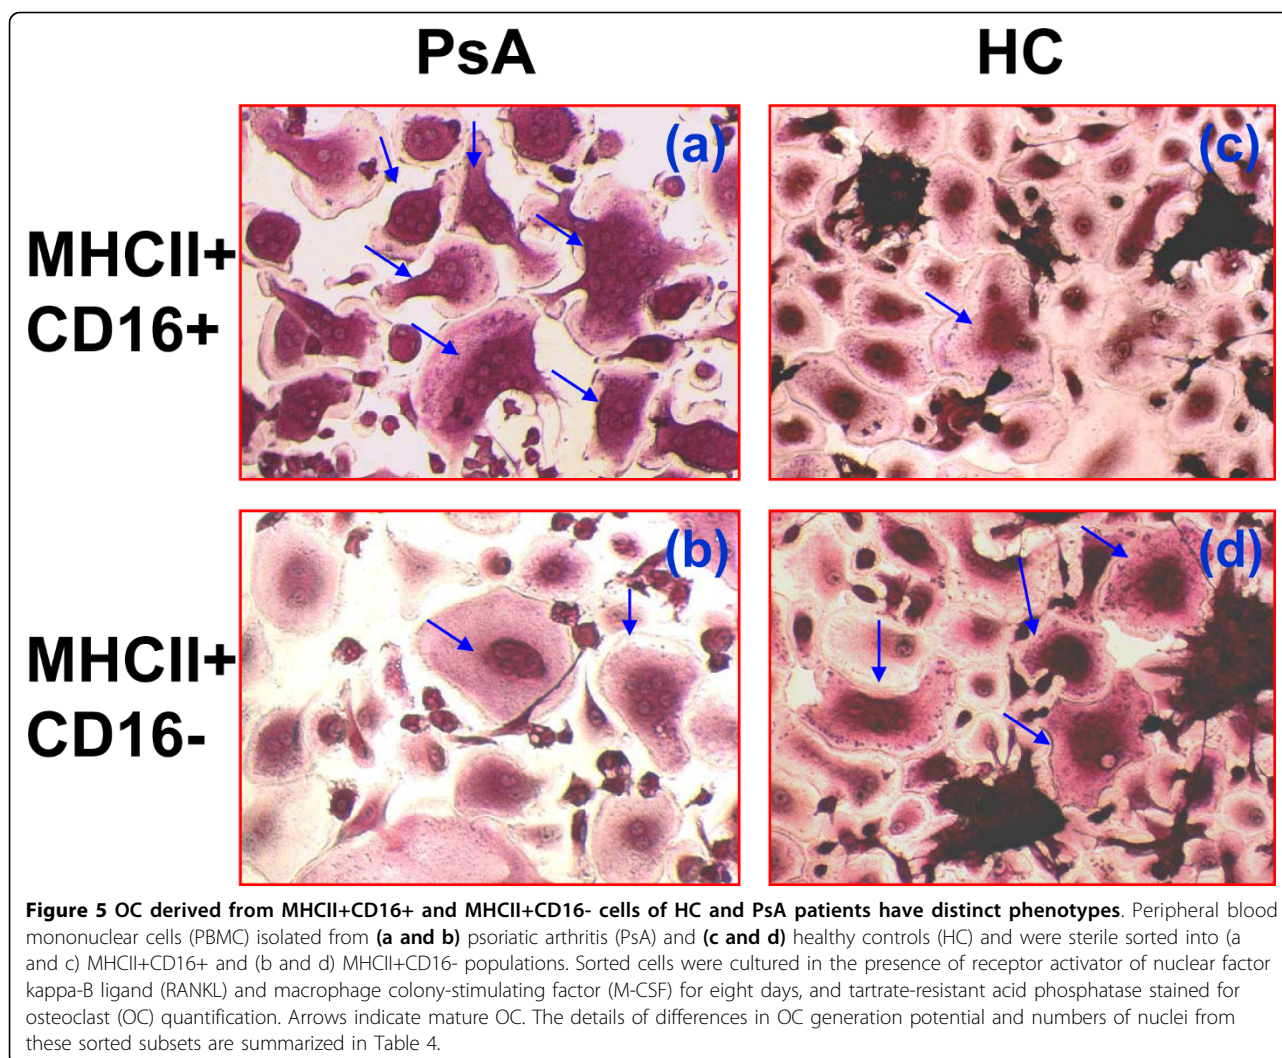 PsA
HC
MHCII+
CD16+
(a)
(c)
MHCII+
CD16-
(b)
(d)
Figure 5 OC derived from MHCII+CD16+ and MHCII+CD16- cells of HC and PsA patients have distinct phenotypes. Peripheral blood
mononuclear cells (PBMC) isolated from (a and b) psoriatic arthritis (PsA) and (c and d) healthy controls (HC) and were sterile sorted into (a
and c) MHCII+CD16+ and (b and d) MHCII+CD16- populations. Sorted cells were cultured in the presence of receptor activator of nuclear factor
kappa-B ligand (RANKL) and macrophage colony-stimulating factor (M-CSF) for eight days, and tartrate-resistant acid phosphatase stained for
osteoclast (OC) quantification. Arrows indicate mature OC. The details of differences in OC generation potential and numbers of nuclei from
these sorted subsets are summarized in Table 4.